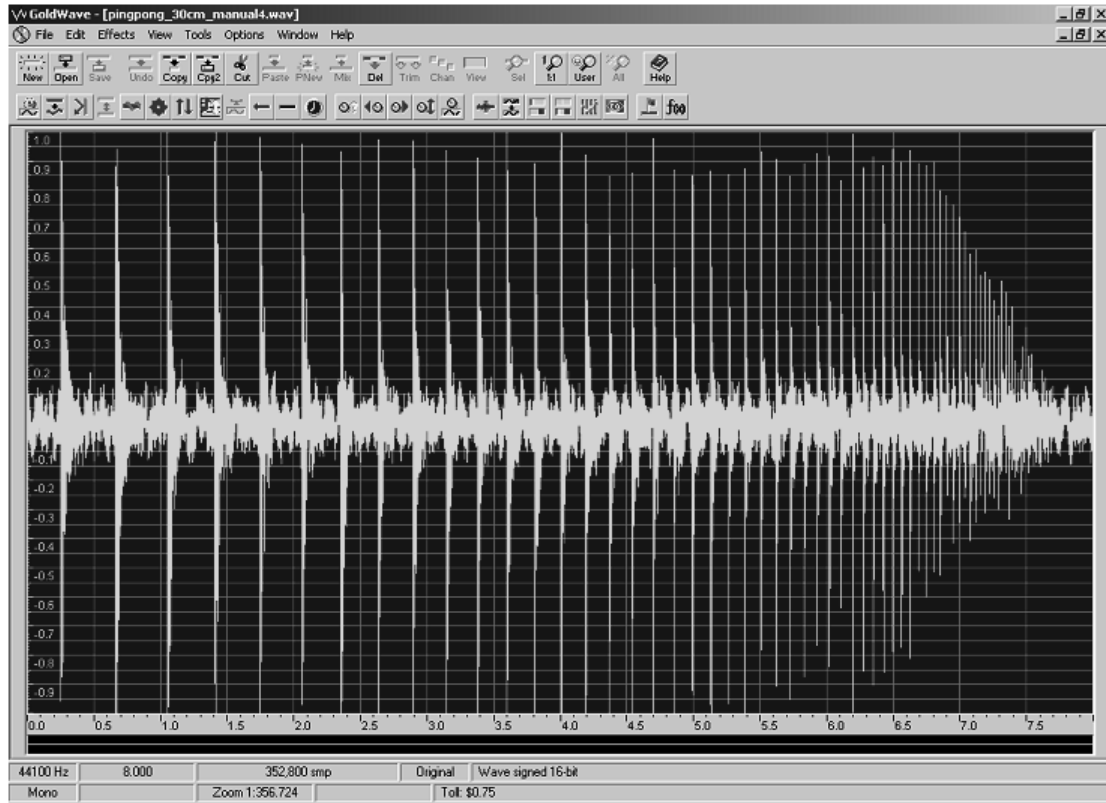 GoldWave - [pingpong_30cm_manual4.wav]
File Edit Effects View Tools Options Window Help
New Open Save Undo Copy Cpy2 Cut Paste PNew Mix Del Trim Chan View Sel 1:1 User All Help
f(x)
1.0
0.9
0.8
0.7
0.6
0.5
0.4
0.3
0.2
-0.1
-0.2
-0.3
-0.4
-0.5
-0.6
-0.7
-0.8
-0.9
0.0 0.5 1.0 1.5 2.0 2.5 3.0 3.5 4.0 4.5 5.0 5.5 6.0 6.5 7.0 7.5
44100 Hz 8.000 352,800 smp Original Wave signed 16-bit
Mono Zoom 1:356.724 Toll: $0.75